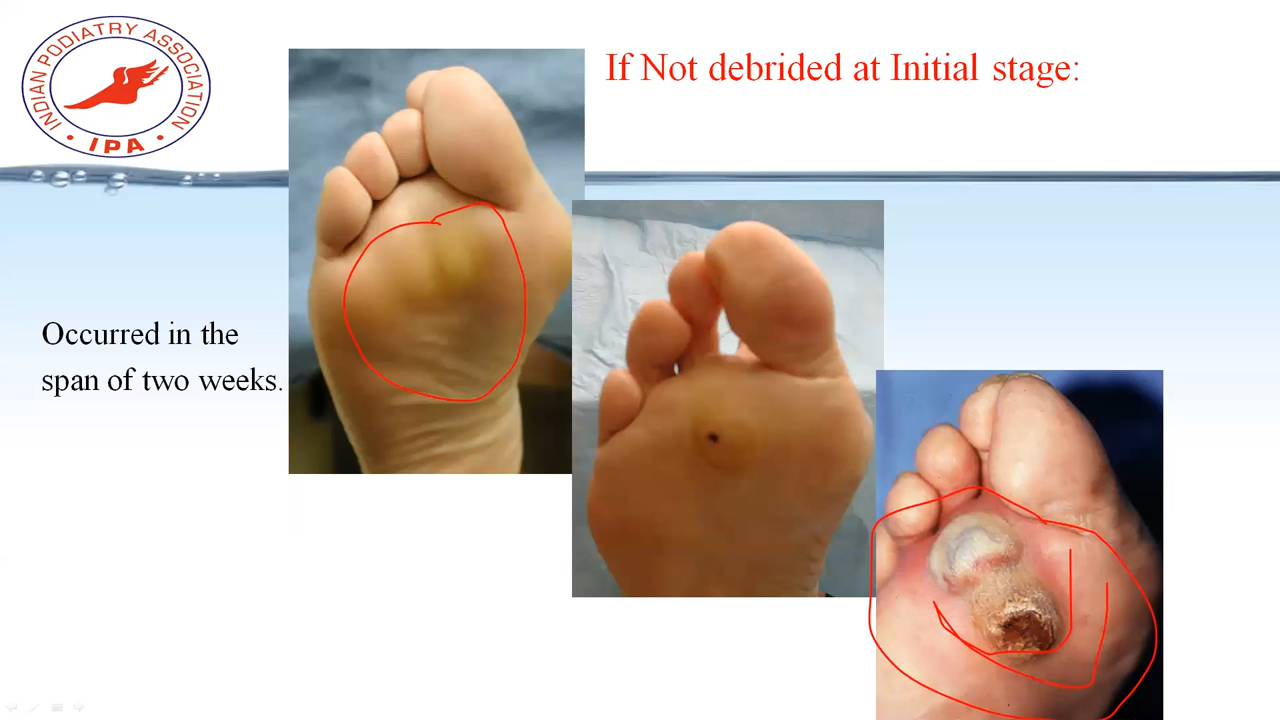 INDIAN PODIATRY ASSOCIATION
IPA
If Not debrided at Initial stage:
Occurred in the
span of two weeks.